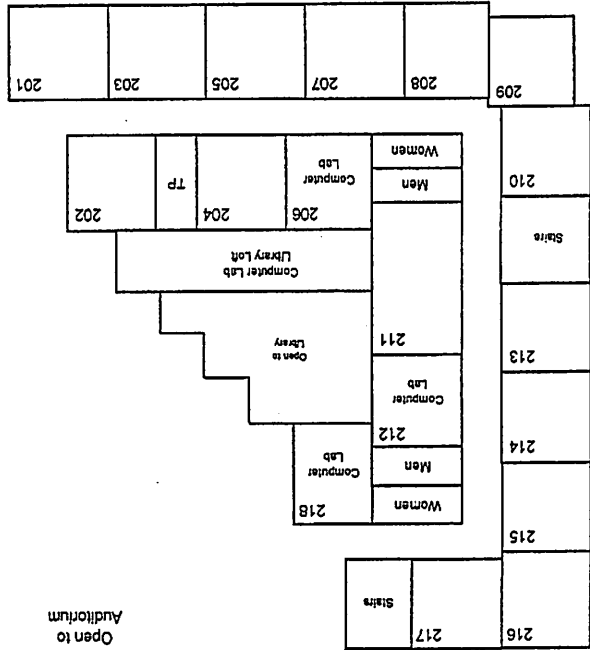 216
217
Stairs
Open to
Auditorium
215
Women
218
Computer
Lab
Men
214
212
Computer
Lab
213
211
Open to
Library
Stairs
Computer Lab
Library Loft
210
Men
Women
206
Computer
Lab
204
TP
202
209
208
207
205
203
201